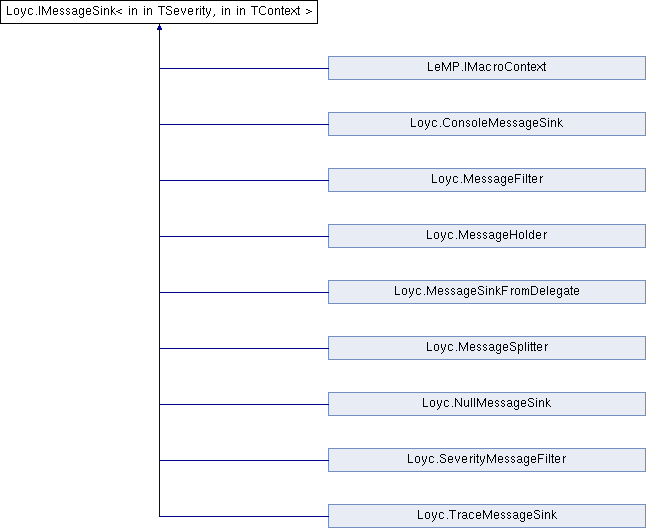 Loyc.IMessageSink< in in TSeverity, in in TContext >
LeMP.IMacroContext
Loyc.ConsoleMessageSink
Loyc.MessageFilter
Loyc.MessageHolder
Loyc.MessageSinkFromDelegate
Loyc.MessageSplitter
Loyc.NullMessageSink
Loyc.SeverityMessageFilter
Loyc.TraceMessageSink